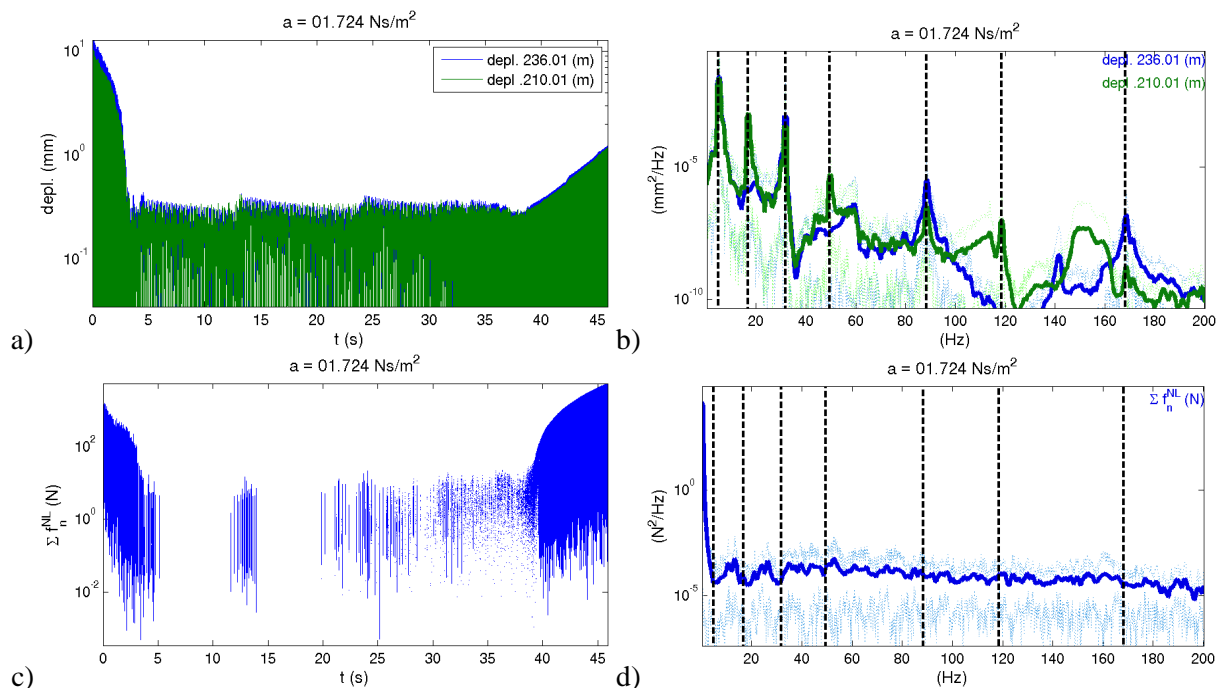 a = 01.724 Ns/m²
depl. (mm)
10¹
10⁰
10⁻¹
depl. 236.01 (m)
depl .210.01 (m)
0 5 10 15 20 25 30 35 40 45
t (s)
a)
a = 01.724 Ns/m²
(mm²/Hz)
10⁻⁵
10⁻¹⁰
depl. 236.01 (m)
depl .210.01 (m)
20 40 60 80 100 120 140 160 180 200
(Hz)
b)
a = 01.724 Ns/m²
Σ fₙᴺᴸ (N)
10²
10⁰
10⁻²
0 5 10 15 20 25 30 35 40 45
t (s)
c)
a = 01.724 Ns/m²
(N²/Hz)
10⁰
10⁻⁵
Σ fₙᴺᴸ (N)
20 40 60 80 100 120 140 160 180 200
(Hz)
d)